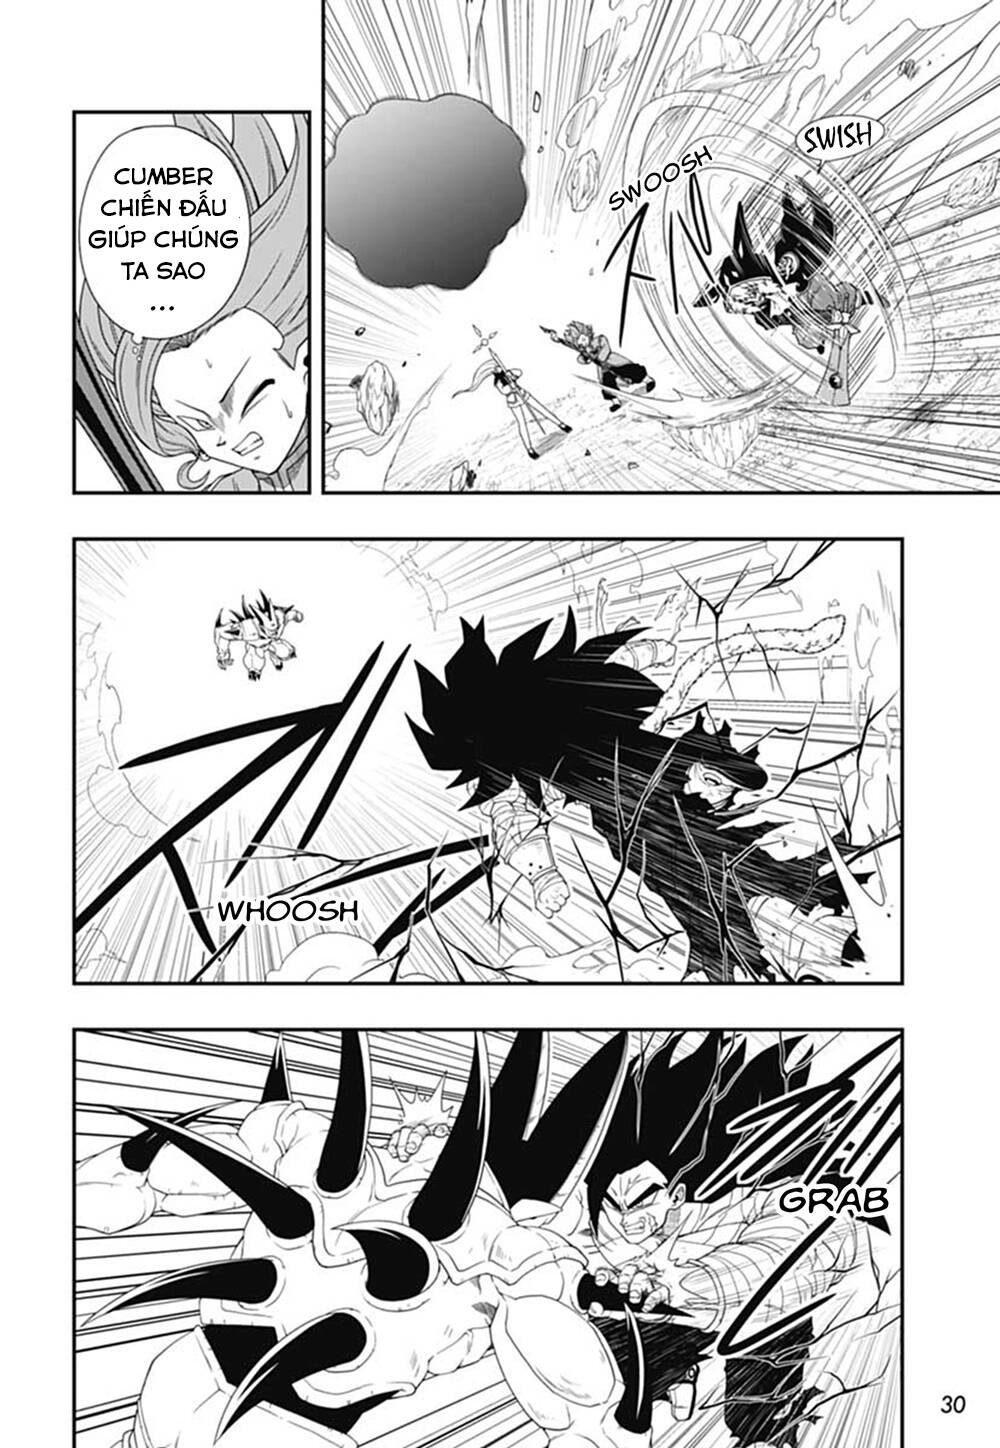 CUMBER
CHIẾN ĐẤU
GIÚP CHÚNG
TA SAO
...
SWOOSH
SWISH
WHOOSH
GRAB
30